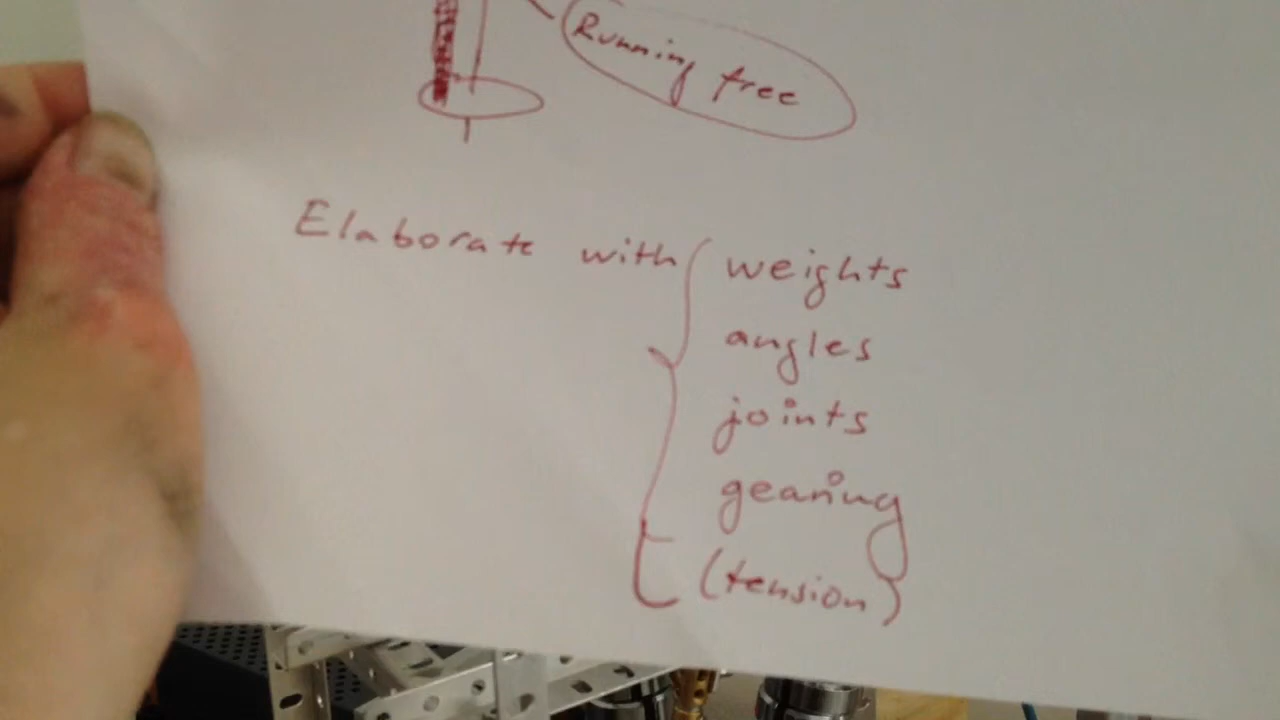 Running free
Elaborate with
weights
angles
joints
gearing
(tension)